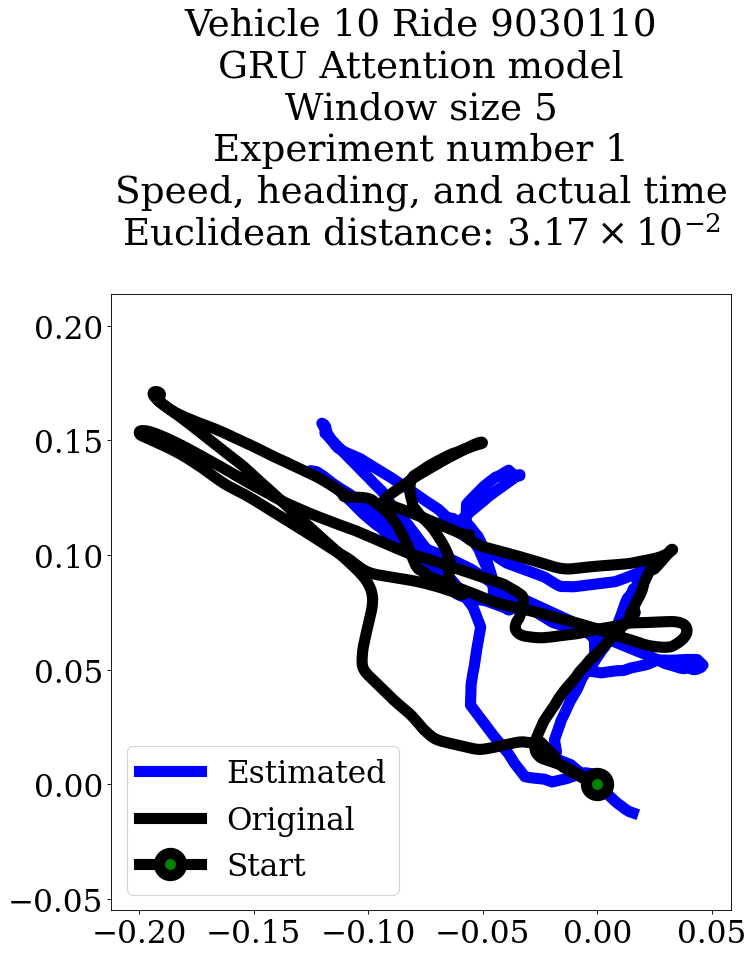 Vehicle 10 Ride 9030110
GRU Attention model
Window size 5
Experiment number 1
Speed, heading, and actual time
Euclidean distance: 3.17 × 10⁻²
0.20
0.15
0.10
0.05
0.00
−0.05
Estimated
Original
Start
−0.20 −0.15 −0.10 −0.05 0.00 0.05